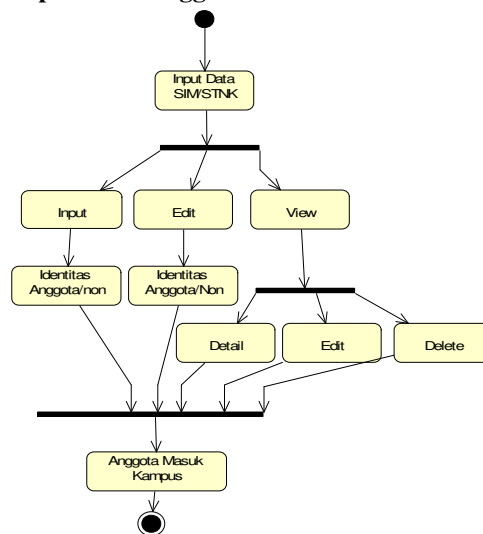 Input Data
SIM/STNK
Input
Edit
View
Identitas
Anggota/non
Identitas
Anggota/Non
Detail
Edit
Delete
Anggota Masuk
Kampus